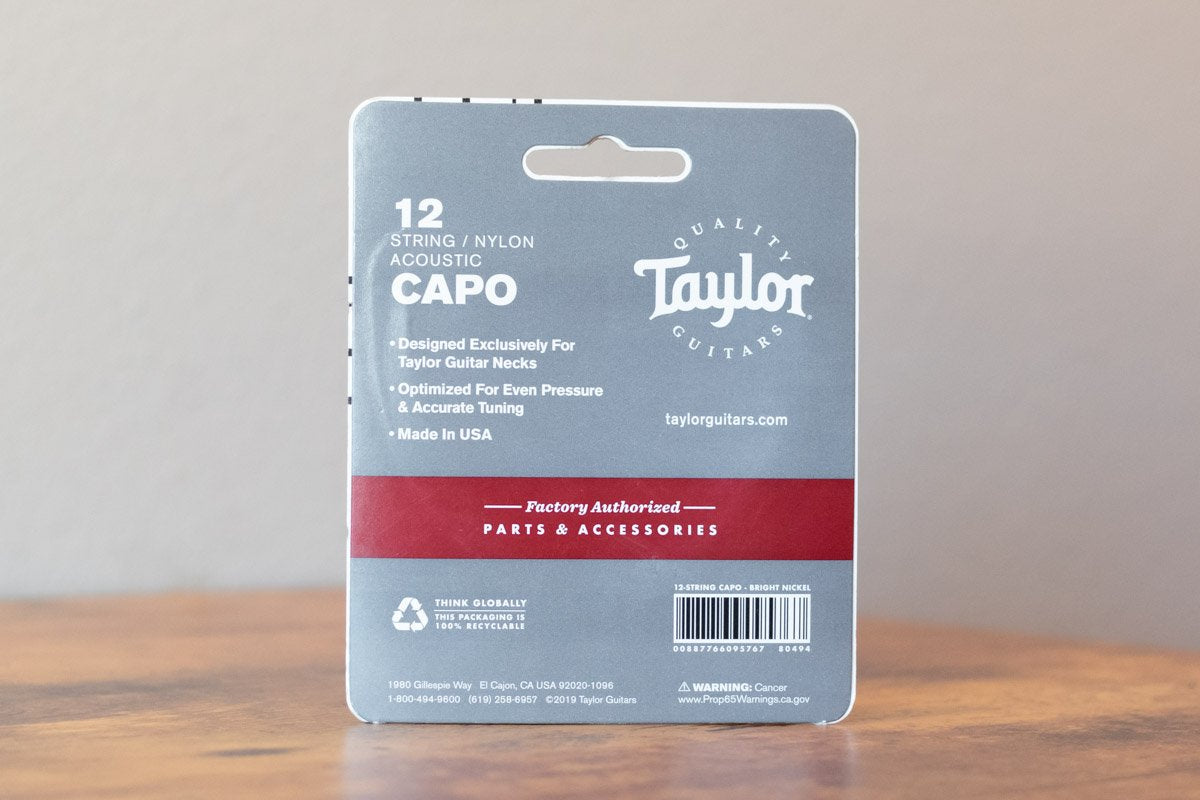 12
STRING / NYLON
ACOUSTIC
CAPO
• Designed Exclusively For
Taylor Guitar Necks
• Optimized For Even Pressure
& Accurate Tuning
• Made In USA
QUALITY
Taylor®
GUITARS
taylorguitars.com
Factory Authorized
PARTS & ACCESSORIES
THINK GLOBALLY
THIS PACKAGING IS
100% RECYCLABLE
12-STRING CAPO - BRIGHT NICKEL
00887766095767 80494
1980 Gillespie Way El Cajon, CA USA 92020-1096
1-800-494-9600 (619) 258-6957 ©2019 Taylor Guitars
⚠ WARNING: Cancer
www.Prop65Warnings.ca.gov